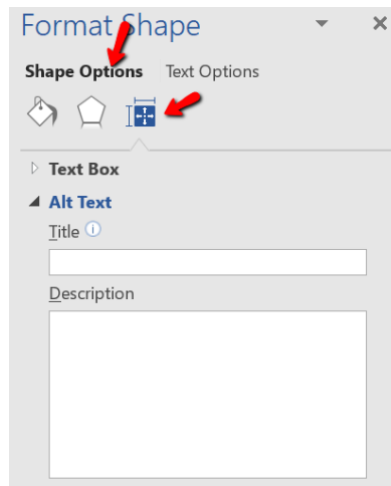 Format Shape
Shape Options Text Options
Text Box
Alt Text
Title
Description